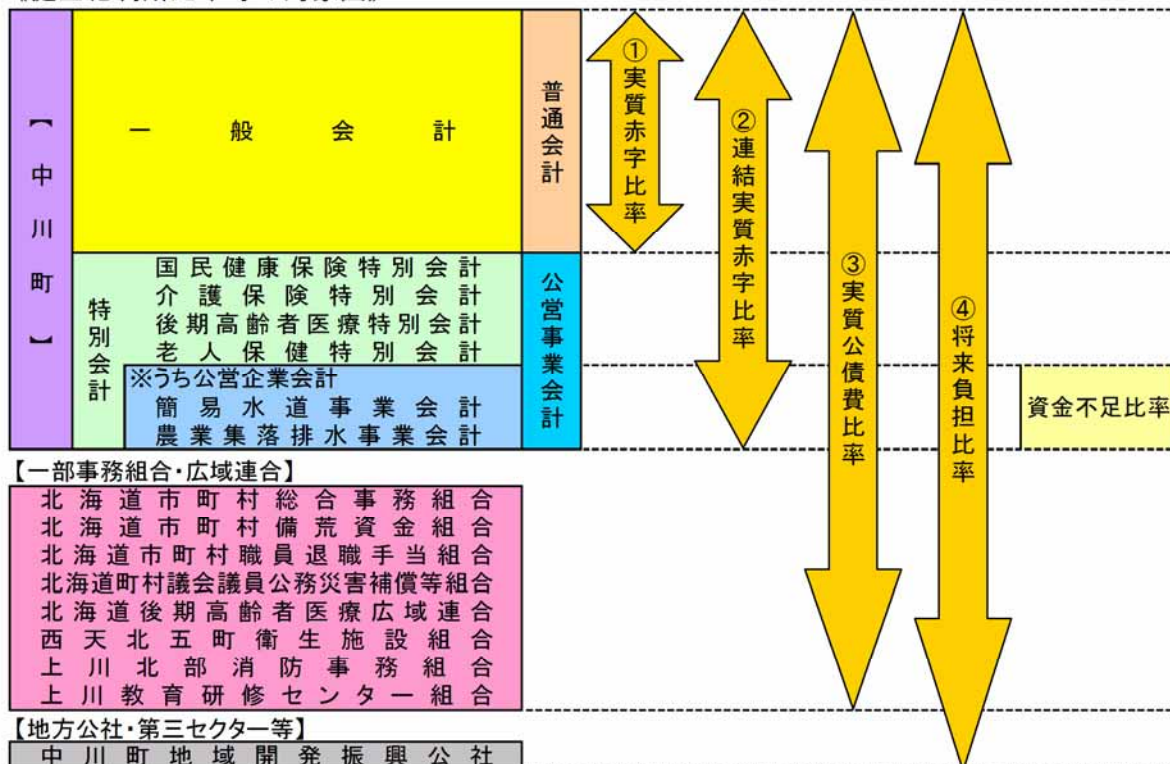 【中川町】
一般会計
普通会計
特別会計
国民健康保険特別会計
介護保険特別会計
後期高齢者医療特別会計
老人保健特別会計
※うち公営企業会計
簡易水道事業会計
農業集落排水事業会計
公営事業会計
①実質赤字比率
②連結実質赤字比率
③実質公債費比率
④将来負担比率
資金不足比率
【一部事務組合・広域連合】
北海道市町村総合事務組合
北海道市町村備荒資金組合
北海道市町村職員退職手当組合
北海道町村議会議員公務災害補償等組合
北海道後期高齢者医療広域連合
西天北五町衛生施設組合
上川北部消防事務組合
上川教育研修センター組合
【地方公社・第三セクター等】
中川町地域開発振興公社